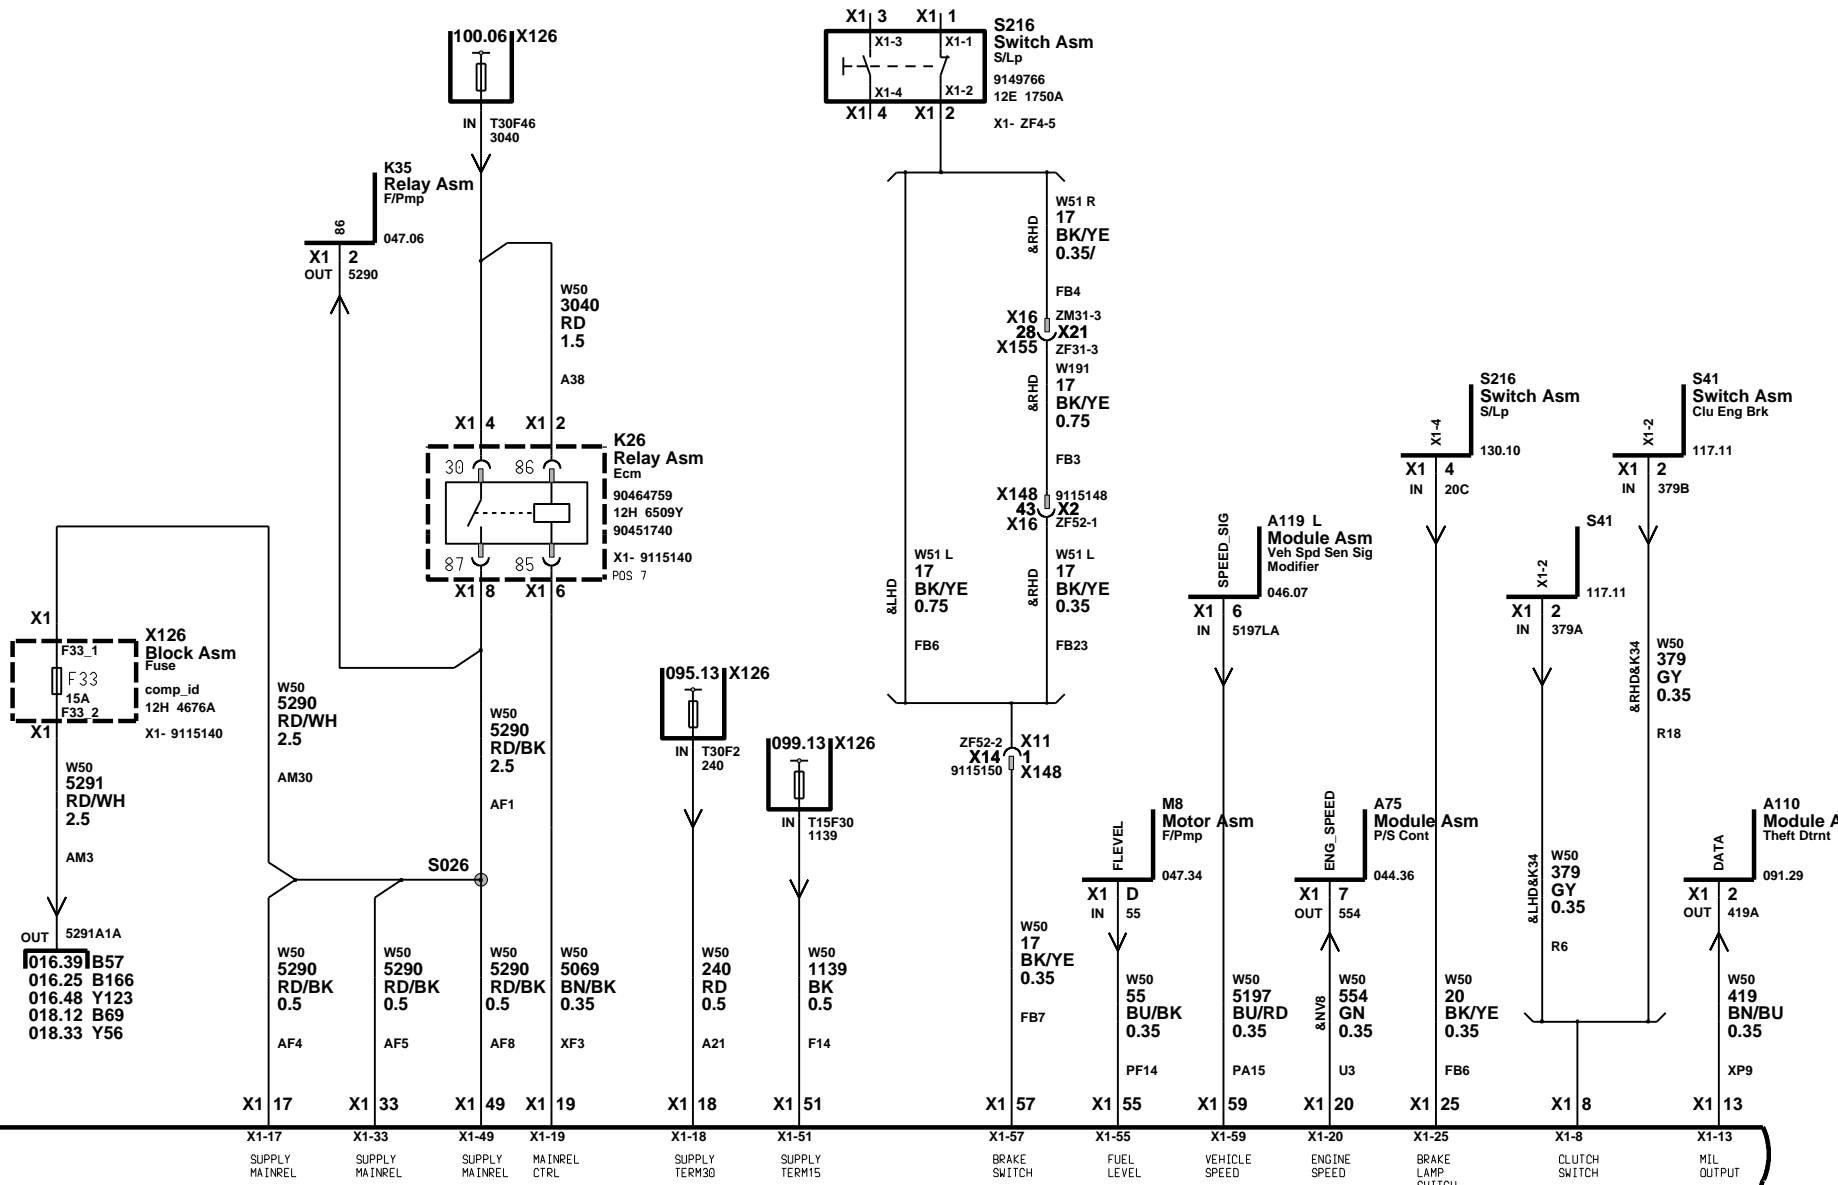 100.06 X126
IN T30F46
3040
X1 3 X1 1
X1-3 X1-1
X1-4 X1-2
X1 4 X1 2
S216
Switch Asm
S/Lp
9149766
12E 1750A
X1- ZF4-5
K35
Relay Asm
F/Pmp
86
047.06
X1 2
OUT 5290
W50
3040
RD
1.5
A38
X1 4 X1 2
30 86
87 85
X1 8 X1 6
K26
Relay Asm
Ecm
90464759
12H 6509Y
90451740
X1- 9115140
POS 7
&RHD
W51 R
17
BK/YE
0.35/
FB4
X16 ZM31-3
28 X21
X155 ZF31-3
&RHD
W191
17
BK/YE
0.75
FB3
X148 9115148
43 X2
X16 ZF52-1
&LHD
W51 L
17
BK/YE
0.75
FB6
&RHD
W51 L
17
BK/YE
0.35
FB23
ZF52-2 X11
X14 1
9115150 X148
W50
17
BK/YE
0.35
FB7
X1
F33_1
F33
15A
F33_2
X1
X126
Block Asm
Fuse
comp_id
12H 4676A
X1- 9115140
W50
5291
RD/WH
2.5
AM3
OUT 5291A1A
016.39 B57
016.25 B166
016.48 Y123
018.12 B69
018.33 Y56
W50
5290
RD/WH
2.5
AM30
W50
5290
RD/BK
2.5
AF1
S026
095.13 X126
IN T30F2
240
099.13 X126
IN T15F30
1139
W50
5290
RD/BK
0.5
AF4
W50
5290
RD/BK
0.5
AF5
W50
5290
RD/BK
0.5
AF8
W50
5069
BN/BK
0.35
XF3
W50
240
RD
0.5
A21
W50
1139
BK
0.5
F14
FLEVEL
M8
Motor Asm
F/Pmp
047.34
X1 D
IN 55
W50
55
BU/BK
0.35
PF14
SPEED_SIG
A119 L
Module Asm
Veh Spd Sen Sig
Modifier
046.07
X1 6
IN 5197LA
W50
5197
BU/RD
0.35
PA15
ENG_SPEED
A75
Module Asm
P/S Cont
044.36
X1 7
OUT 554
&NV8
W50
554
GN
0.35
U3
X1-4
S216
Switch Asm
S/Lp
130.10
X1 4
IN 20C
W50
20
BK/YE
0.35
FB6
X1-2
S41
117.11
X1 2
IN 379A
&LHD&K34
W50
379
GY
0.35
R6
X1-2
S41
Switch Asm
Clu Eng Brk
117.11
X1 2
IN 379B
&RHD&K34
W50
379
GY
0.35
R18
DATA
A110
Module A
Theft Dtrnt
091.29
X1 2
OUT 419A
W50
419
BN/BU
0.35
XP9
X1 17 X1 33 X1 49 X1 19 X1 18 X1 51 X1 57 X1 55 X1 59 X1 20 X1 25 X1 8 X1 13
X1-17 X1-33 X1-49 X1-19 X1-18 X1-51 X1-57 X1-55 X1-59 X1-20 X1-25 X1-8 X1-13
SUPPLY SUPPLY SUPPLY MAINREL SUPPLY SUPPLY BRAKE FUEL VEHICLE ENGINE BRAKE CLUTCH MIL
MAINREL MAINREL MAINREL CTRL TERM30 TERM15 SWITCH LEVEL SPEED SPEED LAMP SWITCH OUTPUT